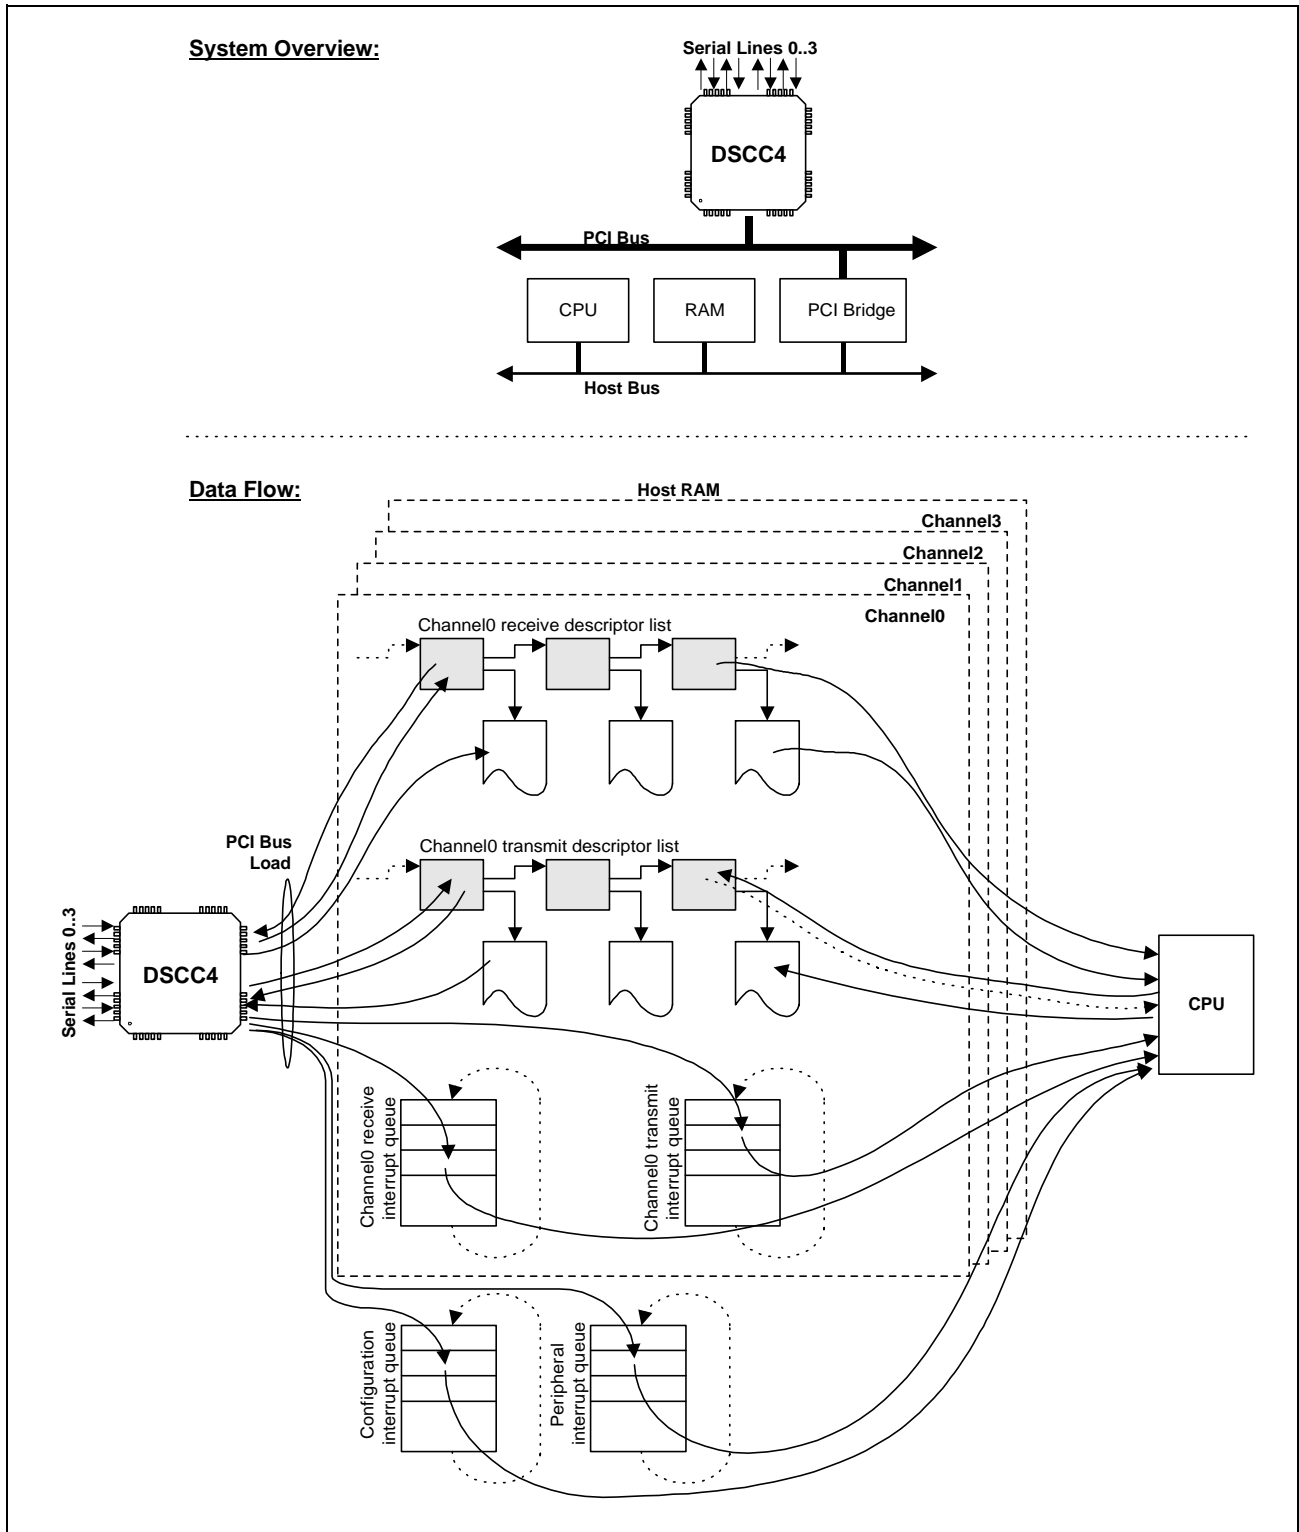 System Overview:
Serial Lines 0..3
DSCC4
PCI Bus
CPU
RAM
PCI Bridge
Host Bus
Data Flow:
Host RAM
Channel3
Channel2
Channel1
Channel0
Channel0 receive descriptor list
PCI Bus
Load
Channel0 transmit descriptor list
Serial Lines 0..3
DSCC4
CPU
Channel0 receive
interrupt queue
Channel0 transmit
interrupt queue
Configuration
interrupt queue
Peripheral
interrupt queue